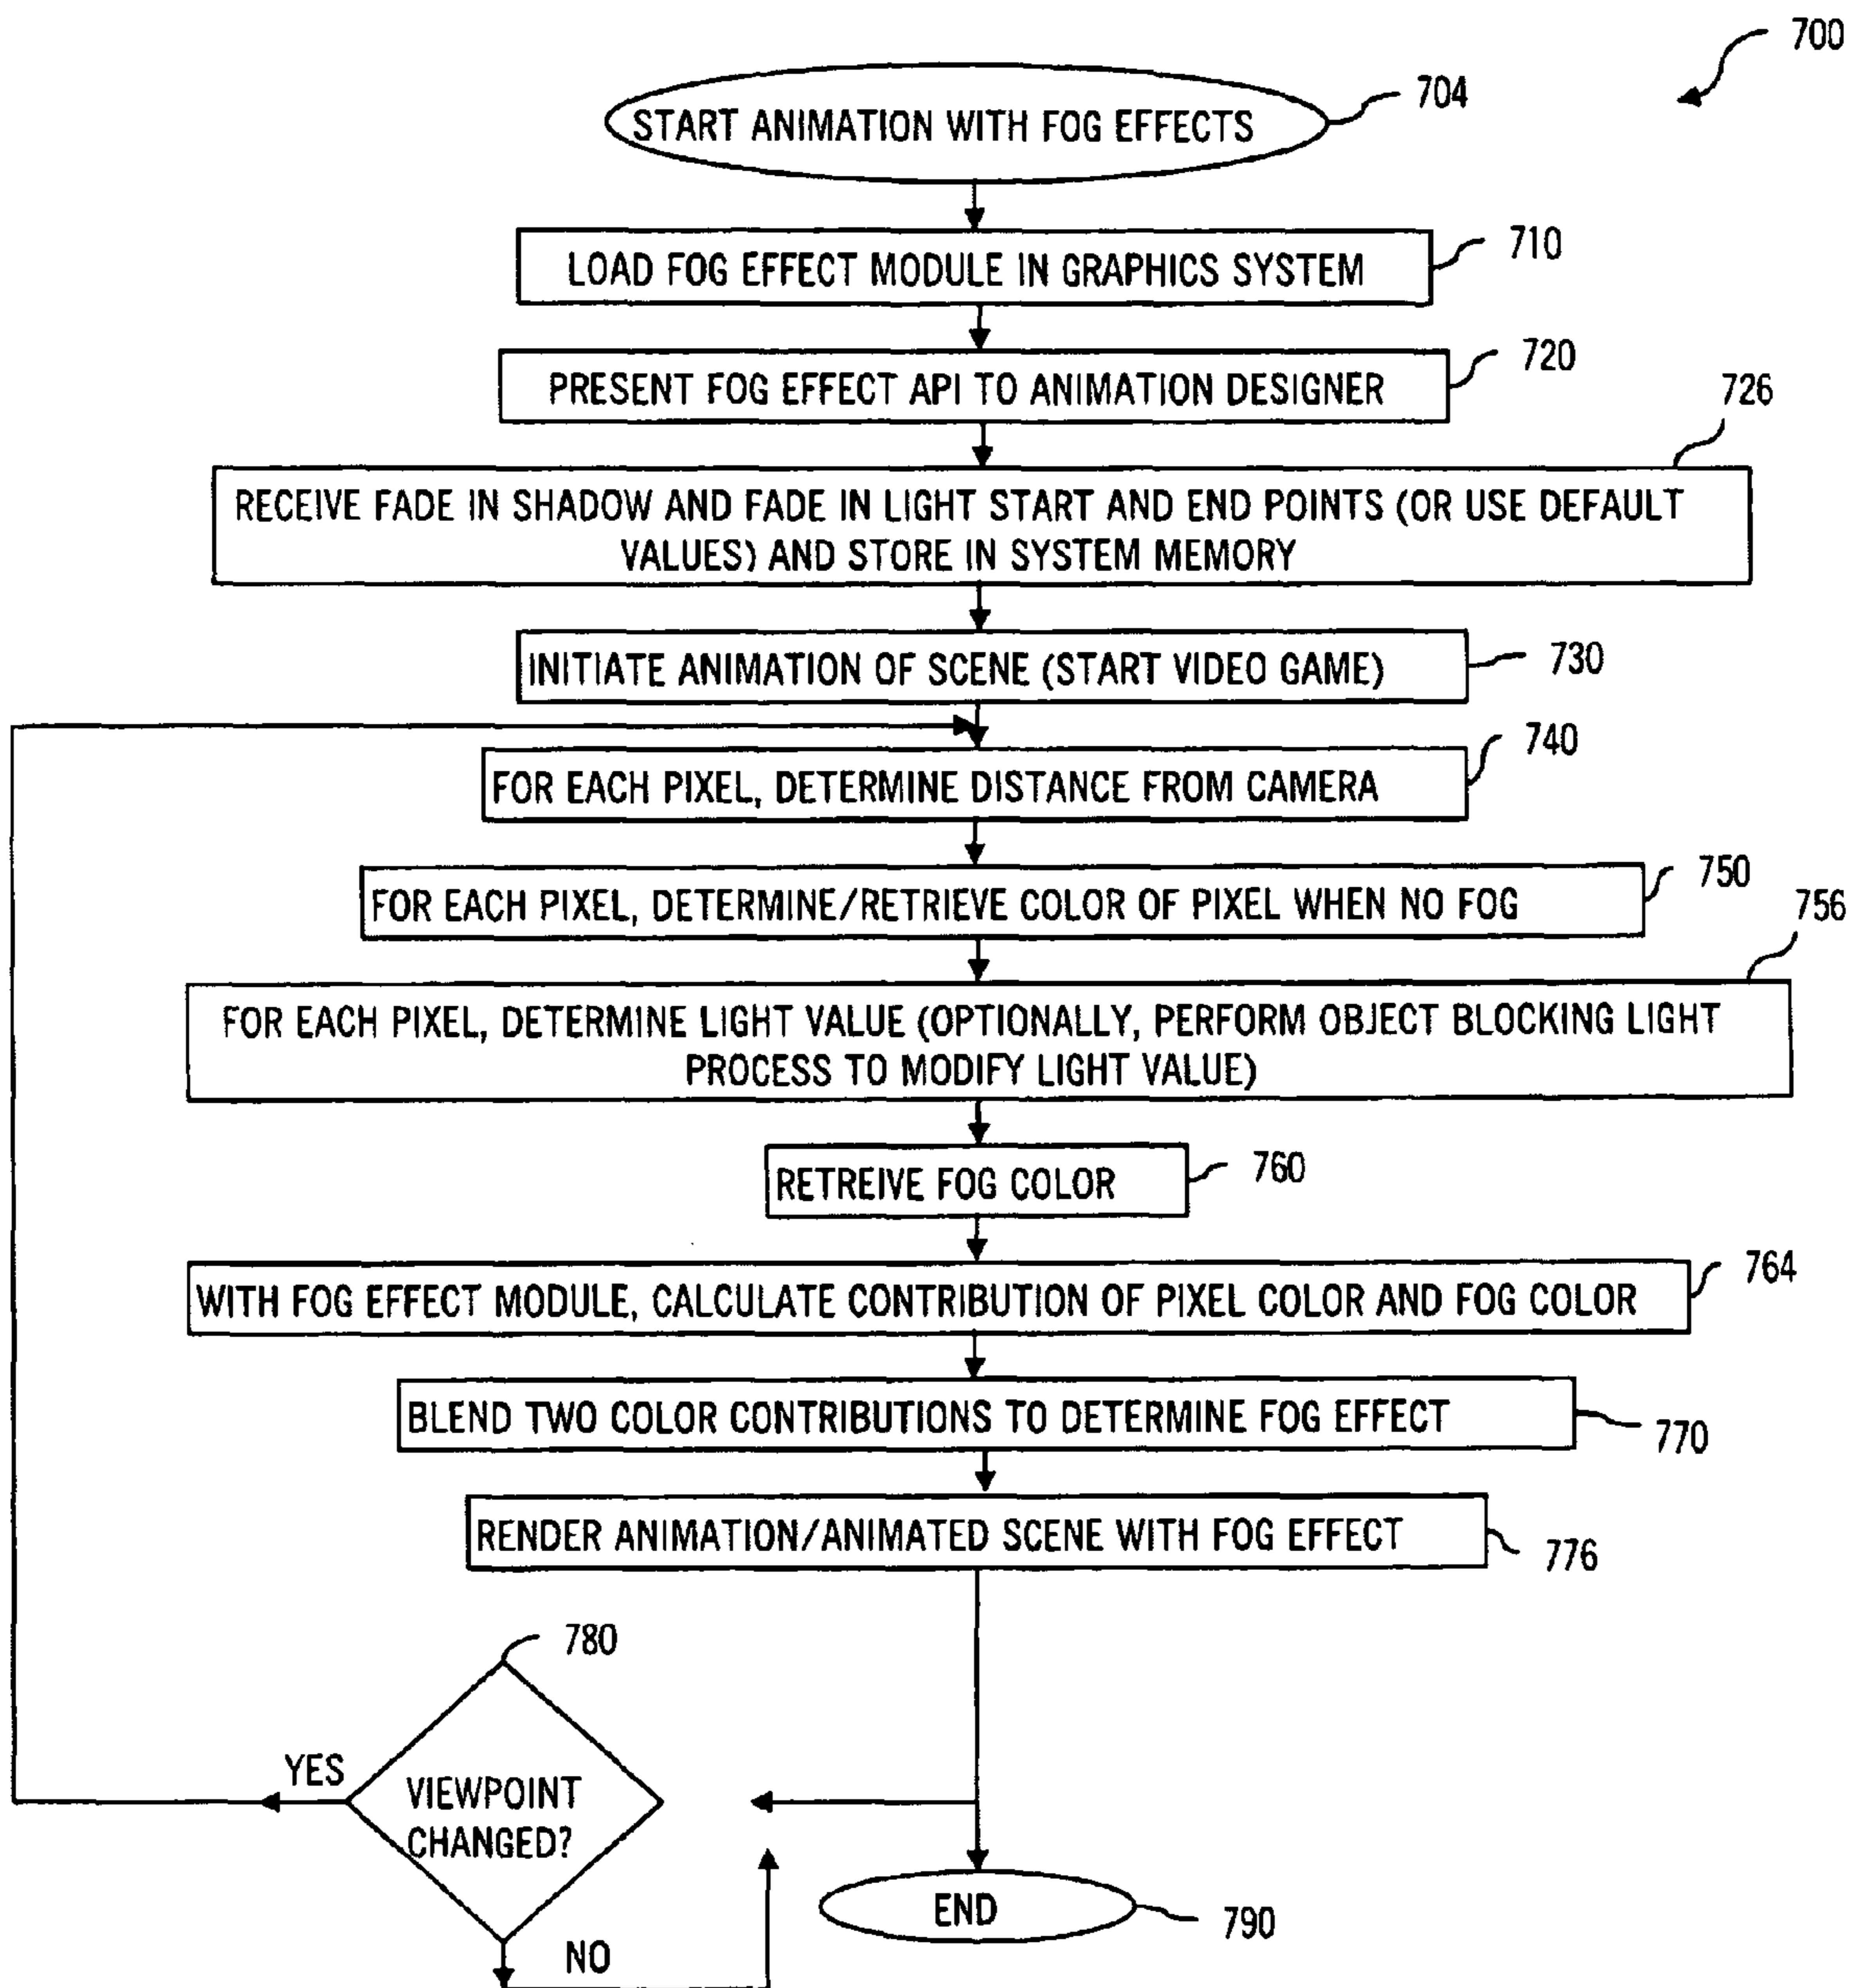 700
START ANIMATION WITH FOG EFFECTS
704
LOAD FOG EFFECT MODULE IN GRAPHICS SYSTEM
710
PRESENT FOG EFFECT API TO ANIMATION DESIGNER
720
726
RECEIVE FADE IN SHADOW AND FADE IN LIGHT START AND END POINTS (OR USE DEFAULT
VALUES) AND STORE IN SYSTEM MEMORY
INITIATE ANIMATION OF SCENE (START VIDEO GAME)
730
FOR EACH PIXEL, DETERMINE DISTANCE FROM CAMERA
740
FOR EACH PIXEL, DETERMINE/RETRIEVE COLOR OF PIXEL WHEN NO FOG
750
756
FOR EACH PIXEL, DETERMINE LIGHT VALUE (OPTIONALLY, PERFORM OBJECT BLOCKING LIGHT
PROCESS TO MODIFY LIGHT VALUE)
RETREIVE FOG COLOR
760
WITH FOG EFFECT MODULE, CALCULATE CONTRIBUTION OF PIXEL COLOR AND FOG COLOR
764
BLEND TWO COLOR CONTRIBUTIONS TO DETERMINE FOG EFFECT
770
RENDER ANIMATION/ANIMATED SCENE WITH FOG EFFECT
776
780
YES
VIEWPOINT
CHANGED?
NO
END
790